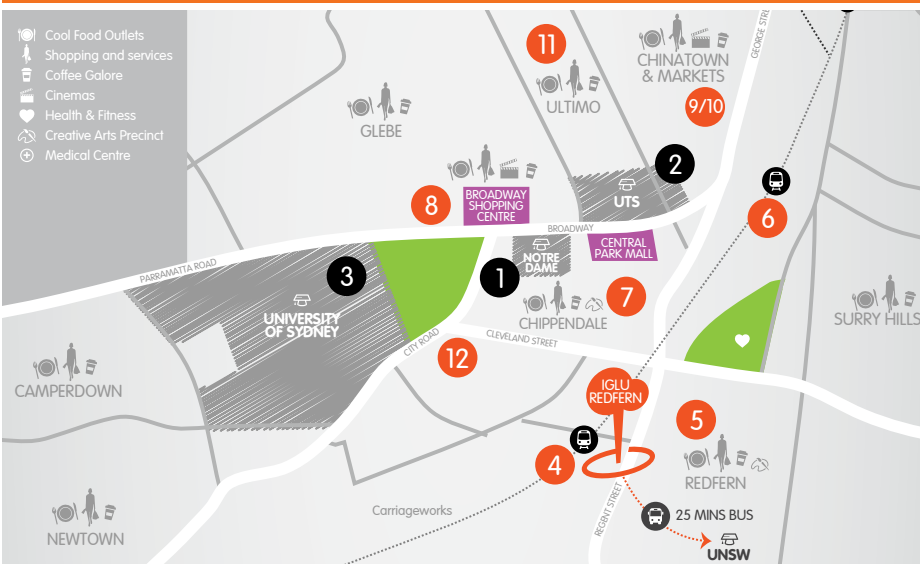 Cool Food Outlets
Shopping and services
Coffee Galore
Cinemas
Health & Fitness
Creative Arts Precinct
Medical Centre
11
CHINATOWN
& MARKETS
GEORGE STRE
ULTIMO
9/10
GLEBE
2
UTS
8
BROADWAY
SHOPPING
CENTRE
6
BROADWAY
CENTRAL
PARK MALL
PARRAMATTA ROAD
3
1
NOTRE
DAME
7
UNIVERSITY
OF SYDNEY
CHIPPENDALE
SURRY HILLS
CITY ROAD
CLEVELAND STREET
12
CAMPERDOWN
IGLU
REDFERN
5
4
REDFERN
REGENT STREET
Carriageworks
25 MINS BUS
NEWTOWN
UNSW